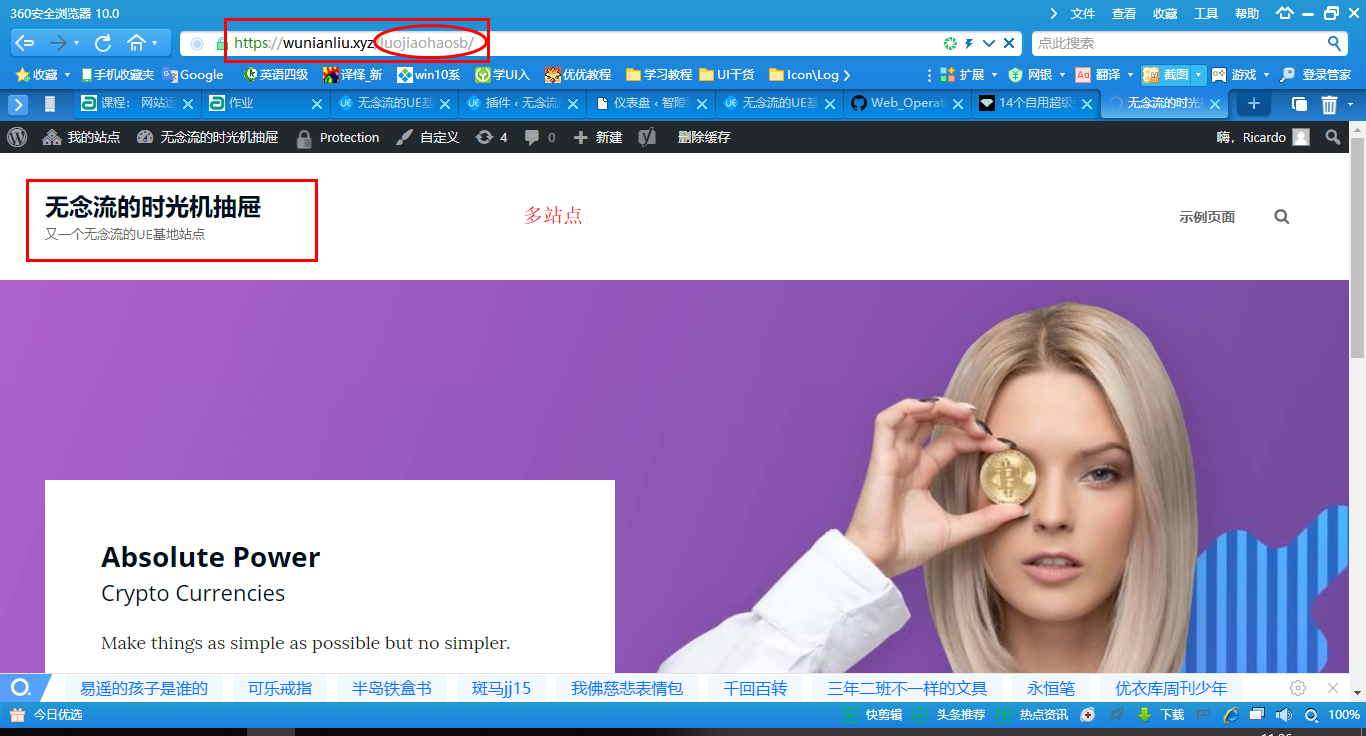 360安全浏览器 10.0
文件 查看 收藏 工具 帮助
https://wunianliu.xyz/luojiaohaosb/
点此搜索
收藏 手机收藏夹 Google 英语四级 译怪_新 win10系 学UI入 优优教程 学习教程 UI干货 Icon\Log
扩展 网银 翻译 截图 游戏 登录管家
课程: 网站运 作业 无念流的UE基 插件 ‹ 无念流 仪表盘 ‹ 智障 无念流的UE基 Web_Operat 14个自用超级 无念流的时光
我的站点 无念流的时光机抽屉 Protection 自定义 4 0 新建 删除缓存 嗨，Ricardo
无念流的时光机抽屉
又一个无念流的UE基地站点
多站点
示例页面
Absolute Power
Crypto Currencies
Make things as simple as possible but no simpler.
易遥的孩子是谁的 可乐戒指 半岛铁盒书 斑马jj15 我佛慈悲表情包 千回百转 三年二班不一样的文具 永恒笔 优衣库周刊少年
今日优选 快剪辑 头条推荐 热点资讯 下载 100%